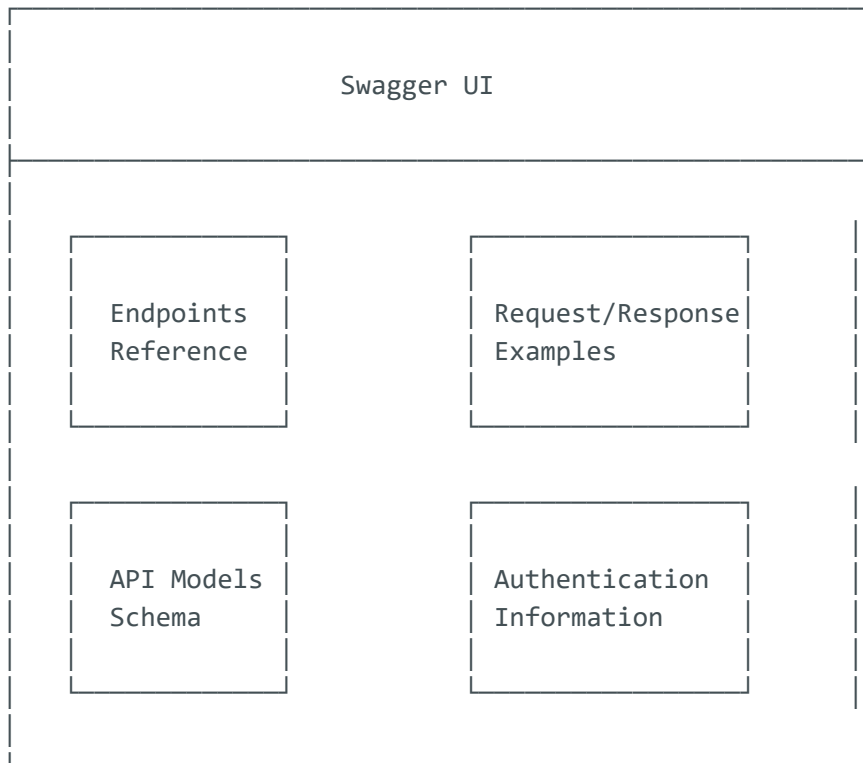 Swagger UI
Endpoints
Reference
Request/Response
Examples
API Models
Schema
Authentication
Information